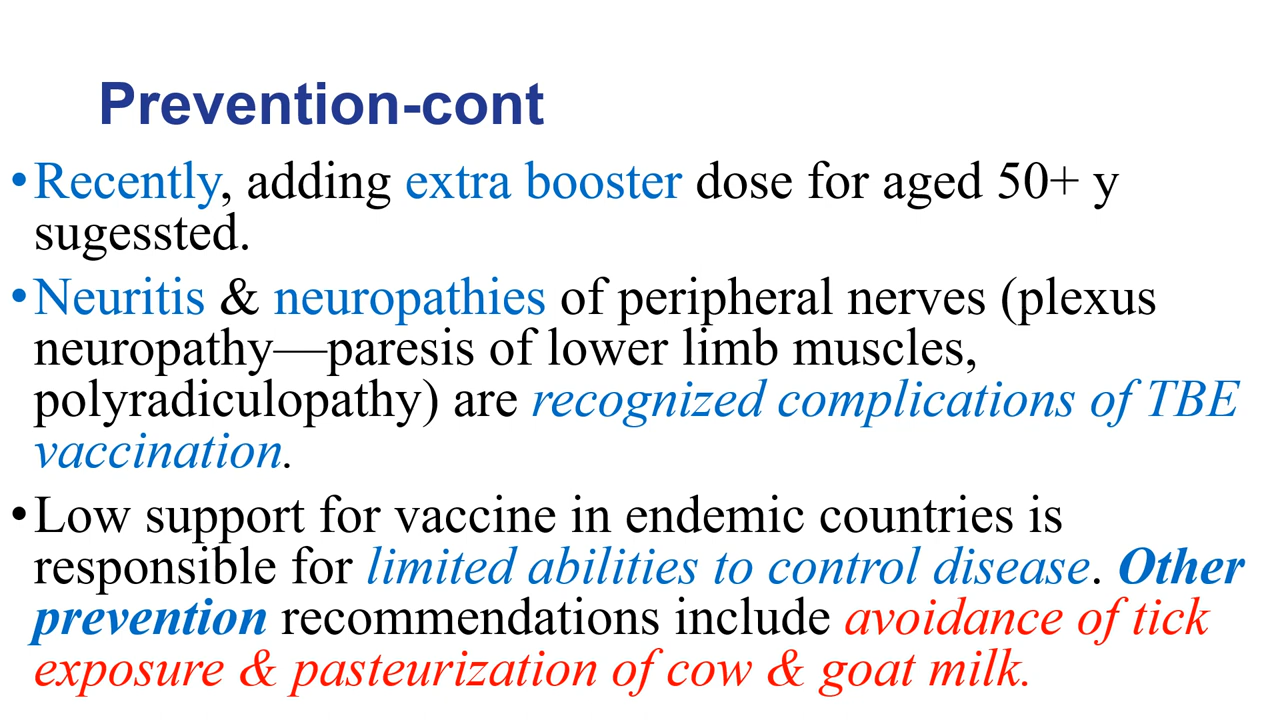 Prevention-cont
•Recently, adding extra booster dose for aged 50+ y
sugessted.
•Neuritis & neuropathies of peripheral nerves (plexus
neuropathy—paresis of lower limb muscles,
polyradiculopathy) are recognized complications of TBE
vaccination.
•Low support for vaccine in endemic countries is
responsible for limited abilities to control disease. Other
prevention recommendations include avoidance of tick
exposure & pasteurization of cow & goat milk.